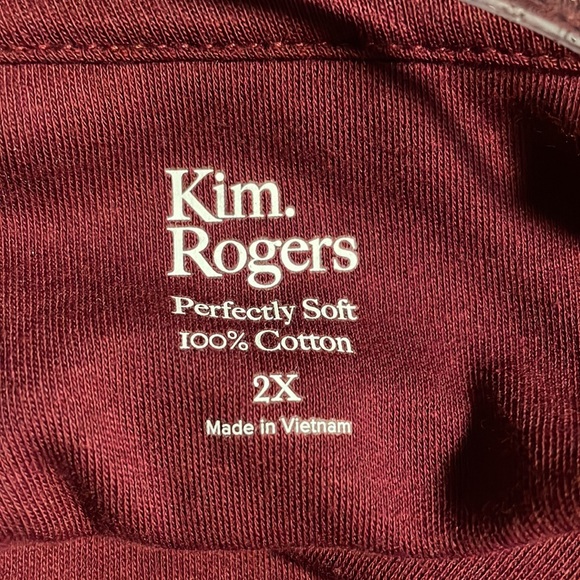 Kim.
Rogers
Perfectly Soft
100% Cotton
2X
Made in Vietnam